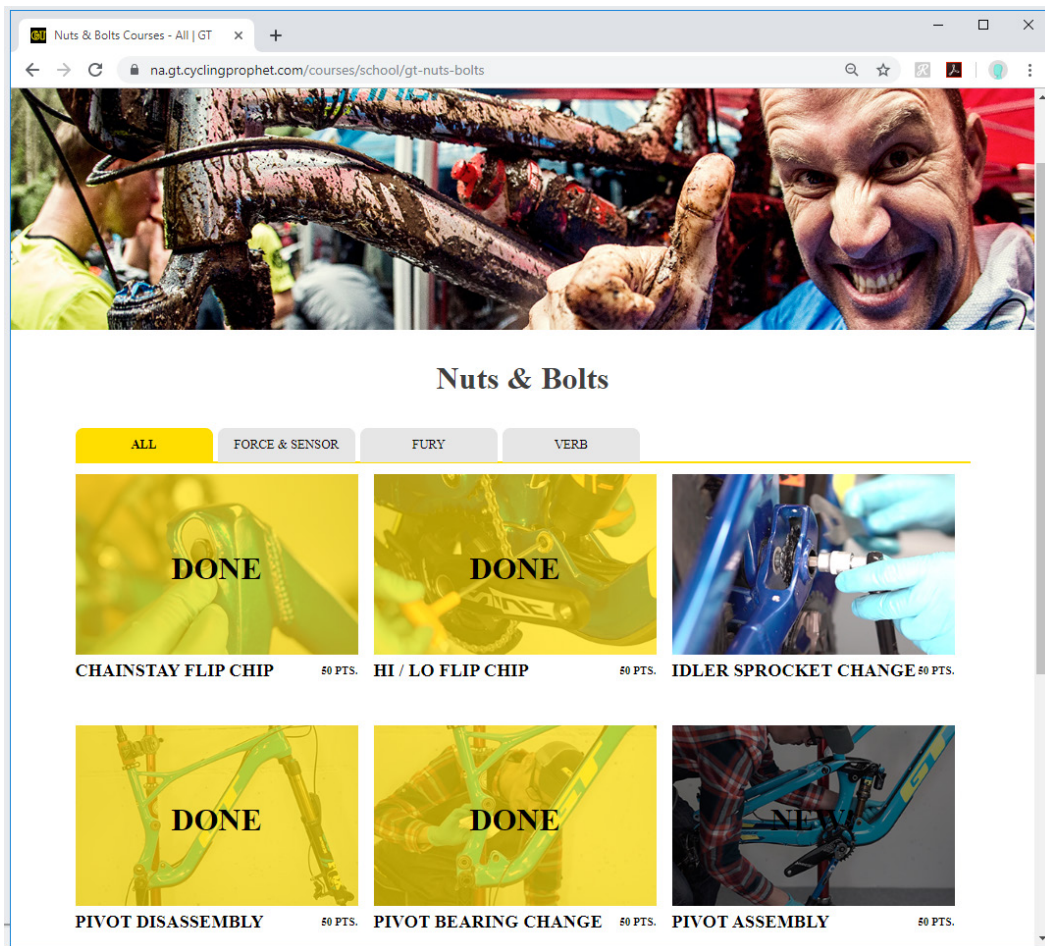 Nuts & Bolts Courses - All | GT
na.gt.cyclingprophet.com/courses/school/gt-nuts-bolts
Nuts & Bolts
ALL FORCE & SENSOR FURY VERB
DONE DONE
CHAINSTAY FLIP CHIP 50 PTS. HI / LO FLIP CHIP 50 PTS. IDLER SPROCKET CHANGE 50 PTS.
DONE DONE NEW
PIVOT DISASSEMBLY 50 PTS. PIVOT BEARING CHANGE 50 PTS. PIVOT ASSEMBLY 50 PTS.